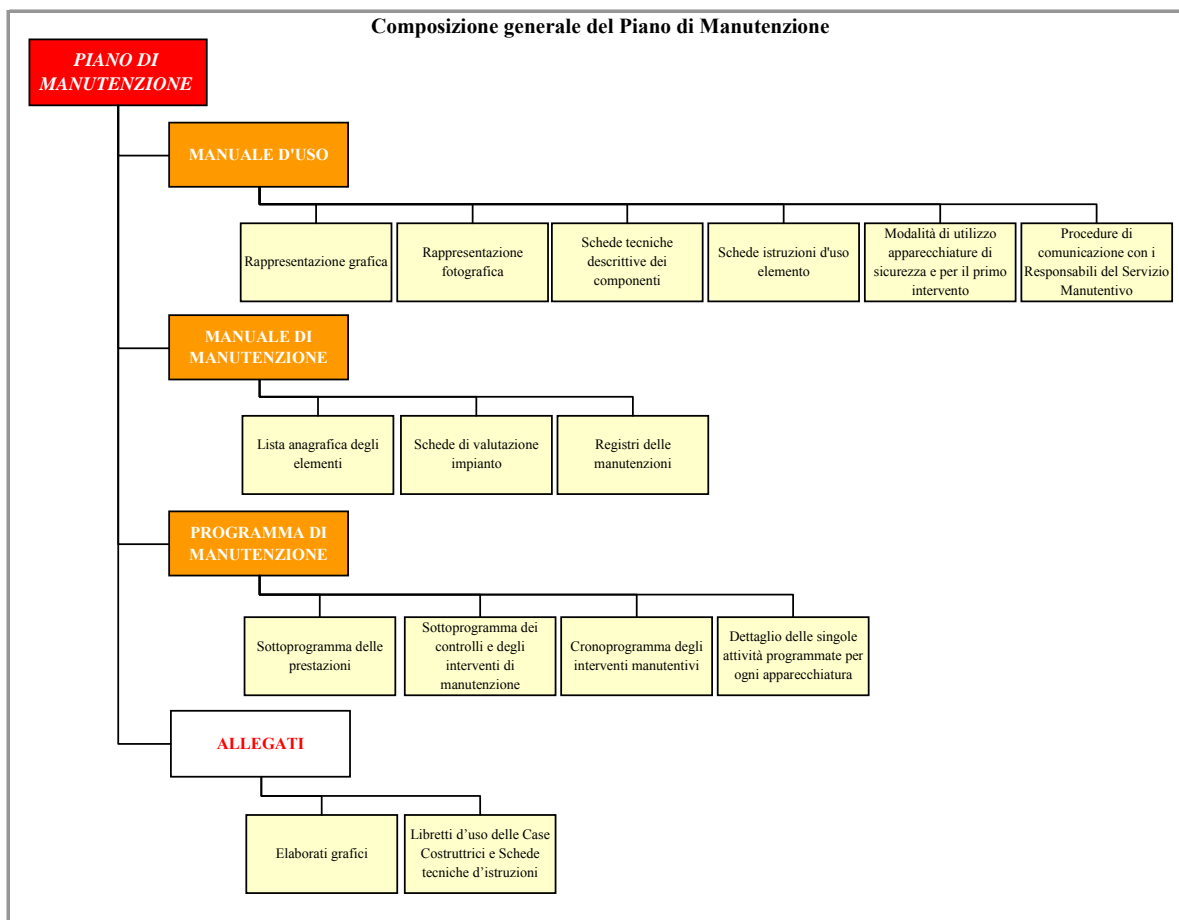 Composizione generale del Piano di Manutenzione
PIANO DI
MANUTENZIONE
MANUALE D'USO
Rappresentazione grafica
Rappresentazione
fotografica
Schede tecniche
descrittive dei
componenti
Schede istruzioni d'uso
elemento
Modalità di utilizzo
apparecchiature di
sicurezza e per il primo
intervento
Procedure di
comunicazione con i
Responsabili del Servizio
Manutentivo
MANUALE DI
MANUTENZIONE
Lista anagrafica degli
elementi
Schede di valutazione
impianto
Registri delle
manutenzioni
PROGRAMMA DI
MANUTENZIONE
Sottoprogramma delle
prestazioni
Sottoprogramma dei
controlli e degli
interventi di
manutenzione
Cronoprogramma degli
interventi manutentivi
Dettaglio delle singole
attività programmate per
ogni apparecchiatura
ALLEGATI
Elaborati grafici
Libretti d’uso delle Case
Costruttrici e Schede
tecniche d’istruzioni